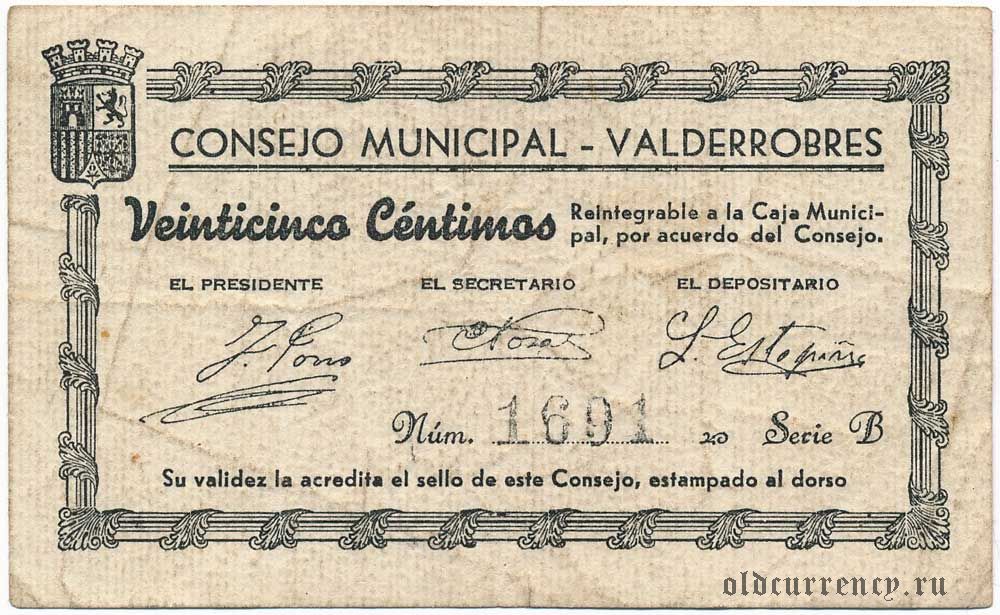 CONSEJO MUNICIPAL - VALDERROBRES
Veinticinco Céntimos
Reintegrable a la Caja Munici-
pal, por acuerdo del Consejo.
EL PRESIDENTE EL SECRETARIO EL DEPOSITARIO
Núm. 1691 Serie B
Su validez la acredita el sello de este Consejo, estampado al dorso
oldcurrency.ru